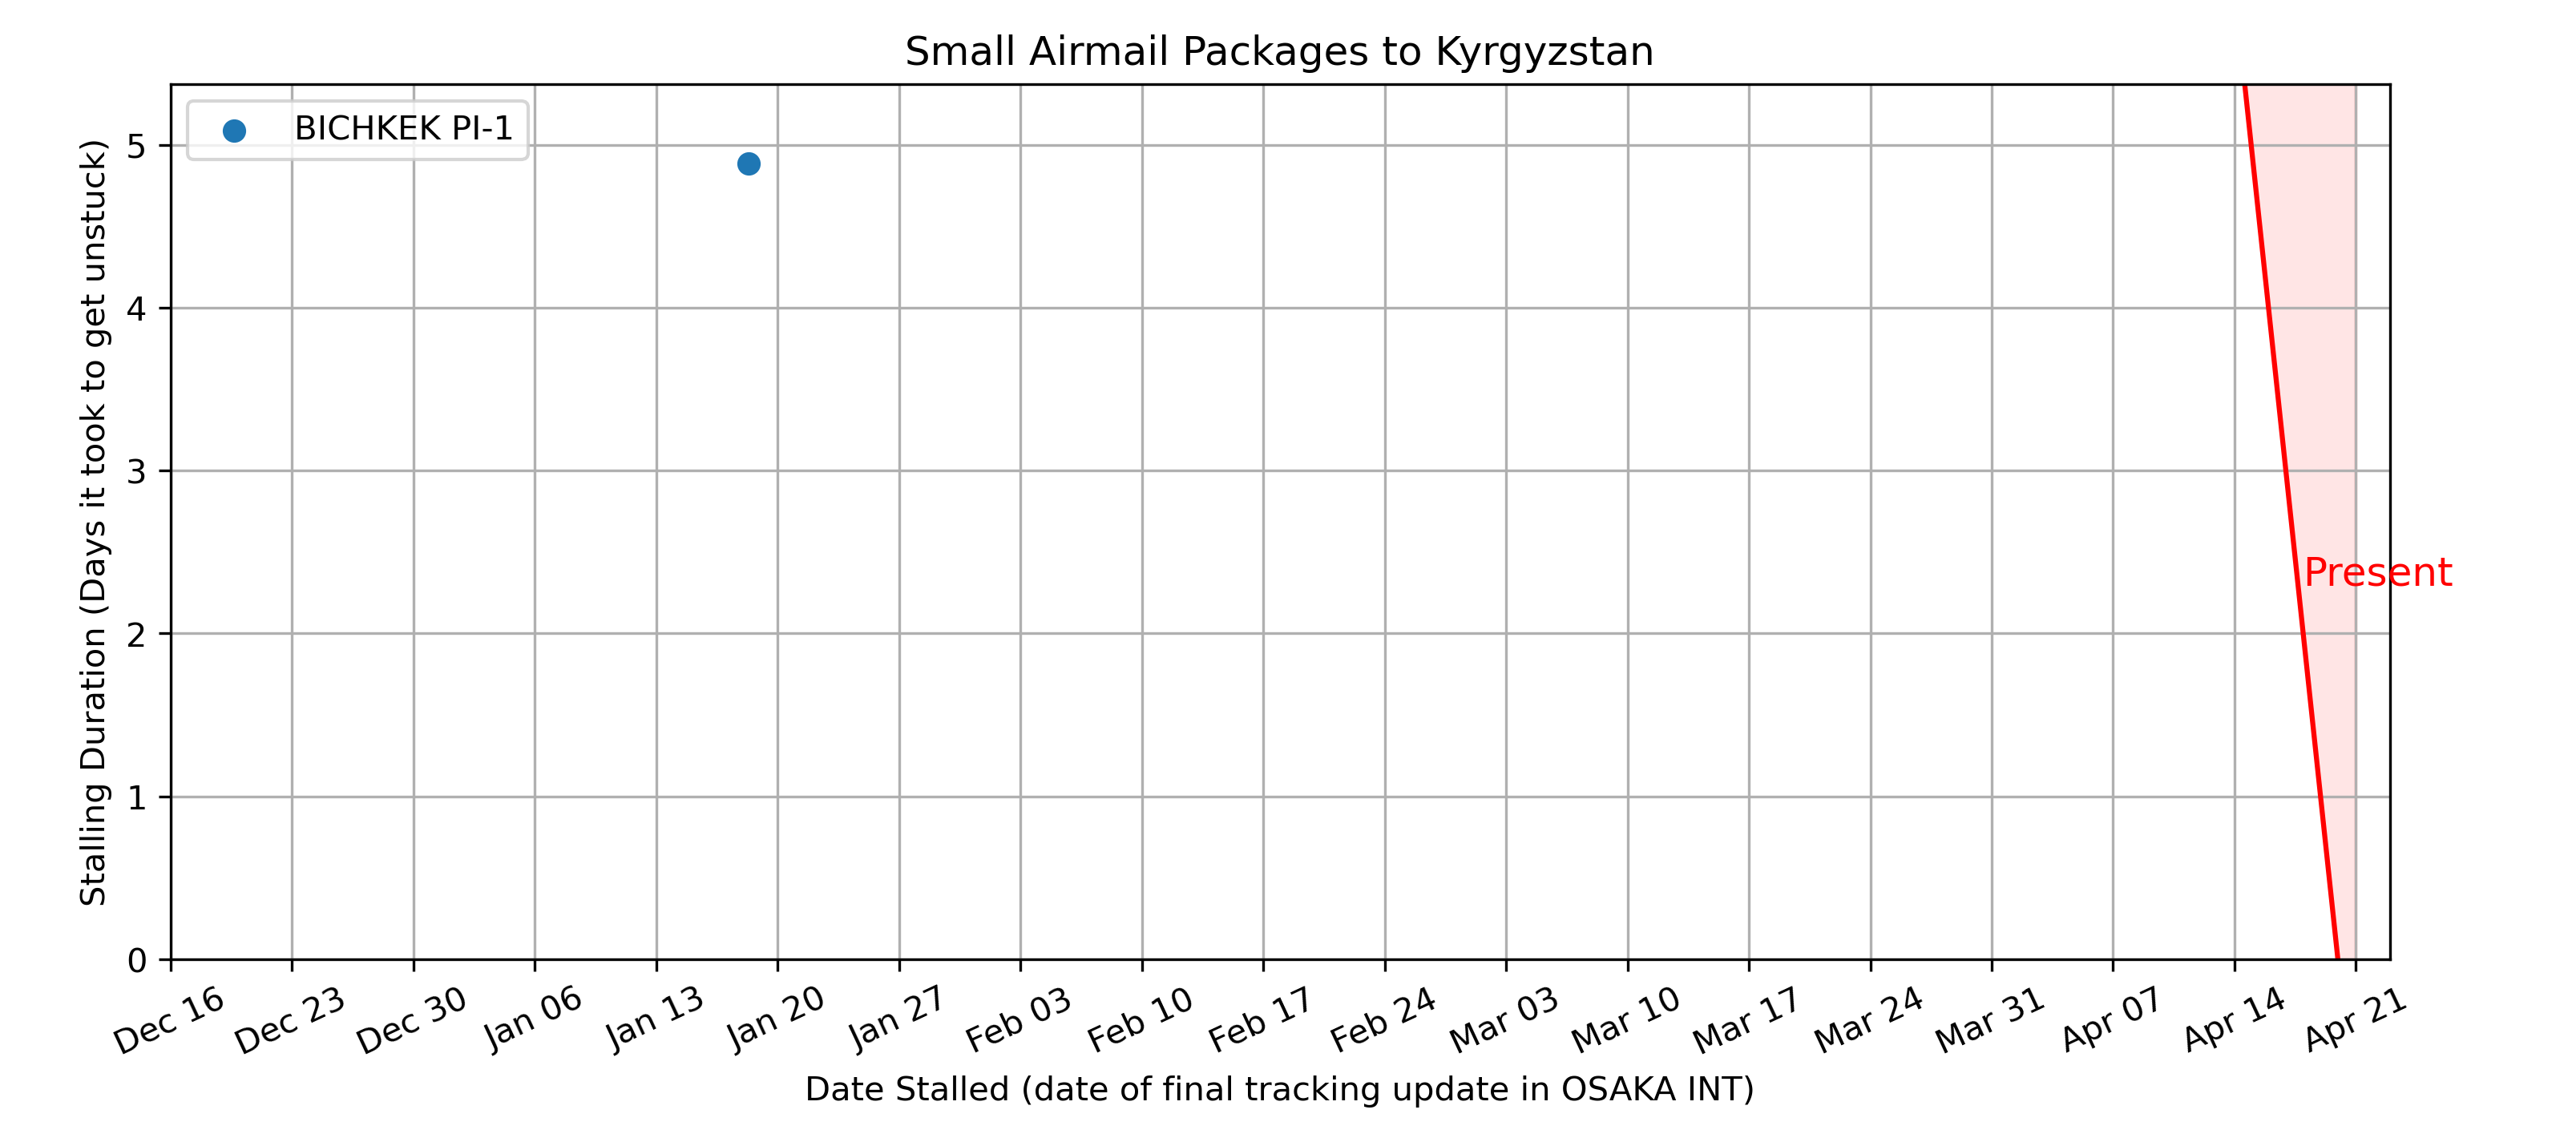 Small Airmail Packages to Kyrgyzstan
BICHKEK PI-1
Stalling Duration (Days it took to get unstuck)
5
4
3
2
1
0
Present
Dec 16
Dec 23
Dec 30
Jan 06
Jan 13
Jan 20
Jan 27
Feb 03
Feb 10
Feb 17
Feb 24
Mar 03
Mar 10
Mar 17
Mar 24
Mar 31
Apr 07
Apr 14
Apr 21
Date Stalled (date of final tracking update in OSAKA INT)